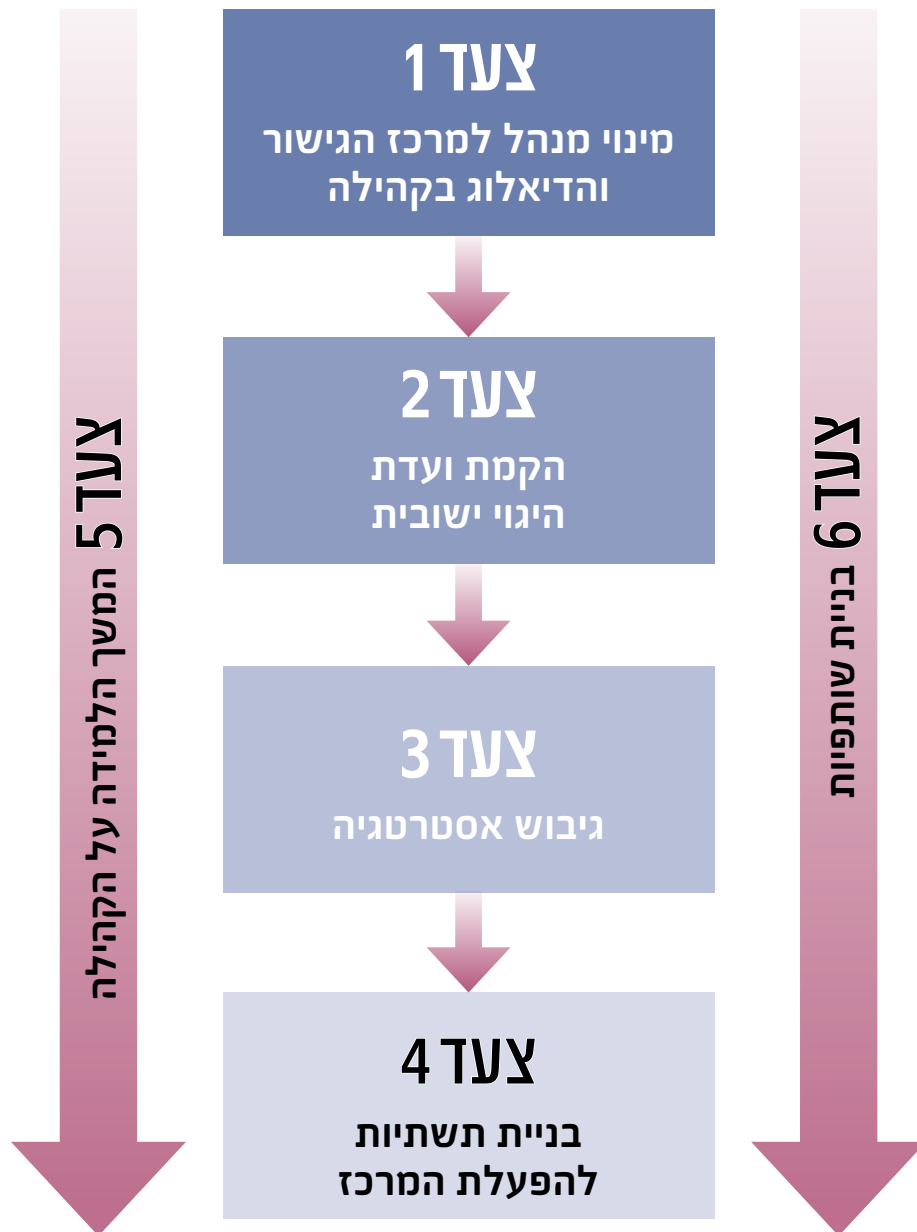 צעד 1
מינוי מנהל למרכז הגישור
והדיאלוג בקהילה
צעד 2
הקמת ועדת
היגוי ישובית
צעד 3
גיבוש אסטרטגיה
צעד 4
בניית תשתיות
להפעלת המרכז
צעד 5 המשך הלמידה על הקהילה
צעד 6 בניית שותפויות